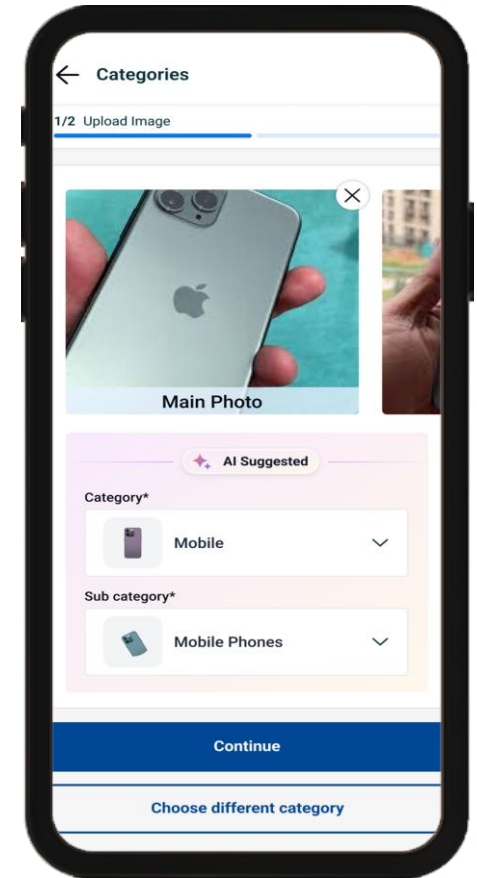 Categories
1/2 Upload Image
Main Photo
AI Suggested
Category*
Mobile
Sub category*
Mobile Phones
Continue
Choose different category